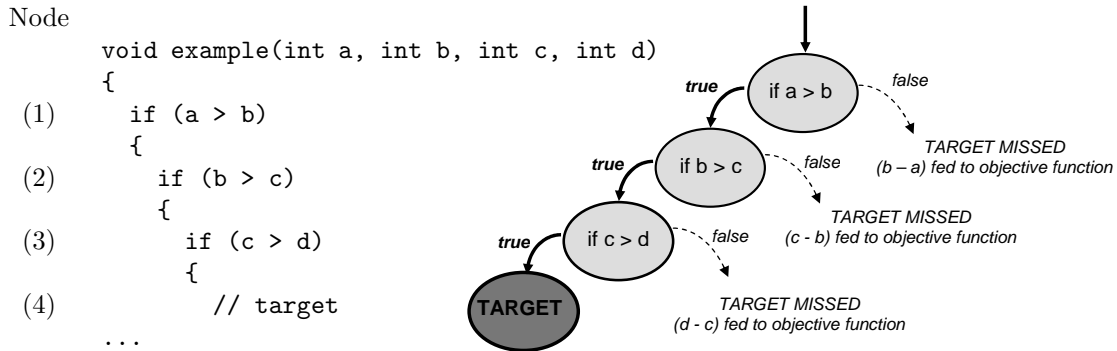 Node
void example(int a, int b, int c, int d)
{
(1) if (a > b)
{
(2) if (b > c)
{
(3) if (c > d)
{
(4) // target
...
if a > b
true
false
TARGET MISSED
(b – a) fed to objective function
if b > c
true
false
TARGET MISSED
(c - b) fed to objective function
if c > d
true
false
TARGET MISSED
(d - c) fed to objective function
TARGET